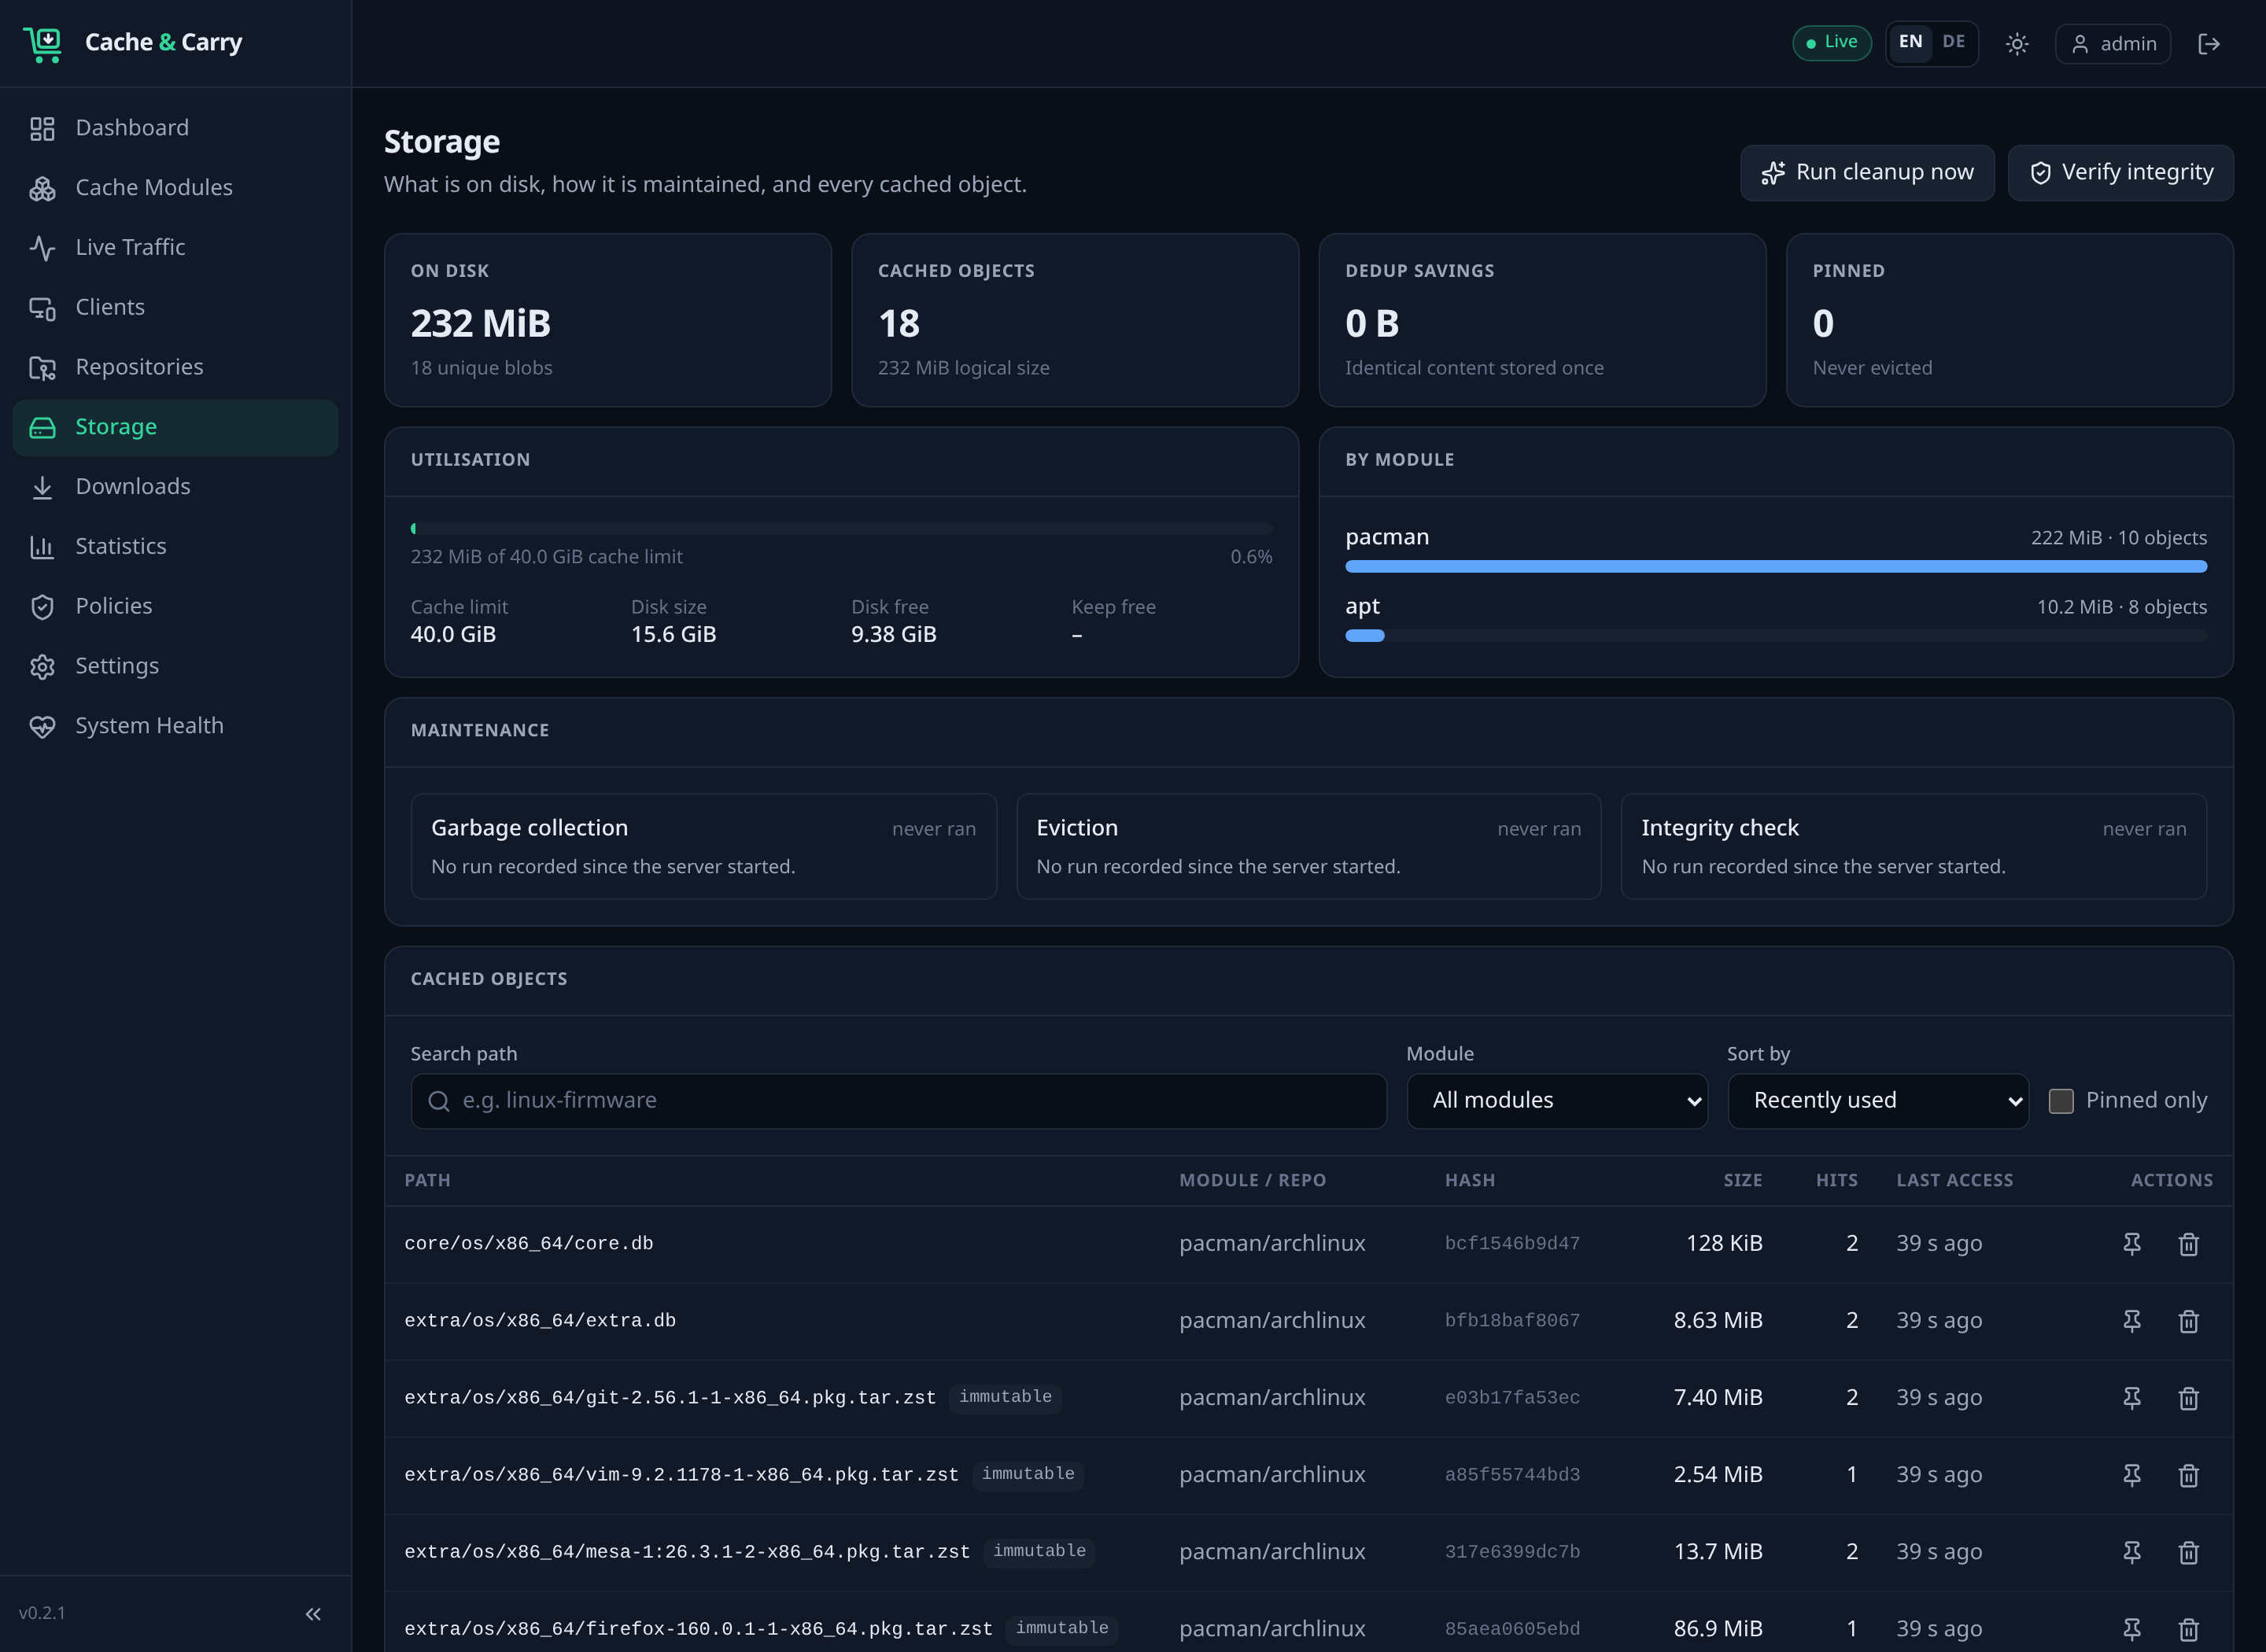 Cache & Carry
Live
EN DE
admin
Dashboard
Cache Modules
Live Traffic
Clients
Repositories
Storage
Downloads
Statistics
Policies
Settings
System Health
v0.2.1
Storage
What is on disk, how it is maintained, and every cached object.
Run cleanup now
Verify integrity
ON DISK
232 MiB
18 unique blobs
CACHED OBJECTS
18
232 MiB logical size
DEDUP SAVINGS
0 B
Identical content stored once
PINNED
0
Never evicted
UTILISATION
232 MiB of 40.0 GiB cache limit 0.6%
Cache limit Disk size Disk free Keep free
40.0 GiB 15.6 GiB 9.38 GiB –
BY MODULE
pacman 222 MiB · 10 objects
apt 10.2 MiB · 8 objects
MAINTENANCE
Garbage collection never ran
No run recorded since the server started.
Eviction never ran
No run recorded since the server started.
Integrity check never ran
No run recorded since the server started.
CACHED OBJECTS
Search path Module Sort by
e.g. linux-firmware All modules Recently used Pinned only
PATH MODULE / REPO HASH SIZE HITS LAST ACCESS ACTIONS
core/os/x86_64/core.db pacman/archlinux bcf1546b9d47 128 KiB 2 39 s ago
extra/os/x86_64/extra.db pacman/archlinux bfb18baf8067 8.63 MiB 2 39 s ago
extra/os/x86_64/git-2.56.1-1-x86_64.pkg.tar.zst immutable pacman/archlinux e03b17fa53ec 7.40 MiB 2 39 s ago
extra/os/x86_64/vim-9.2.1178-1-x86_64.pkg.tar.zst immutable pacman/archlinux a85f55744bd3 2.54 MiB 1 39 s ago
extra/os/x86_64/mesa-1:26.3.1-2-x86_64.pkg.tar.zst immutable pacman/archlinux 317e6399dc7b 13.7 MiB 2 39 s ago
extra/os/x86_64/firefox-160.0.1-1-x86_64.pkg.tar.zst immutable pacman/archlinux 85aea0605ebd 86.9 MiB 1 39 s ago